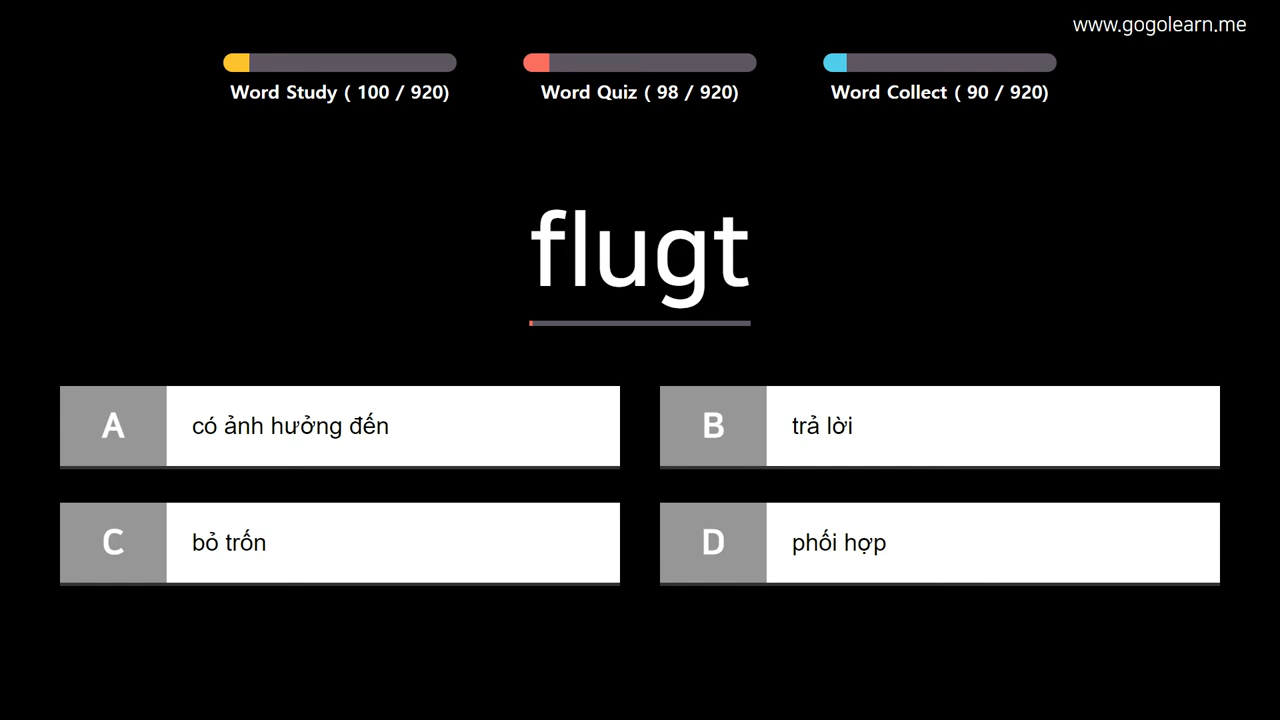 www.gogolearn.me
Word Study ( 100 / 920)
Word Quiz ( 98 / 920)
Word Collect ( 90 / 920)
flugt
A
có ảnh hưởng đến
B
trả lời
C
bỏ trốn
D
phối hợp